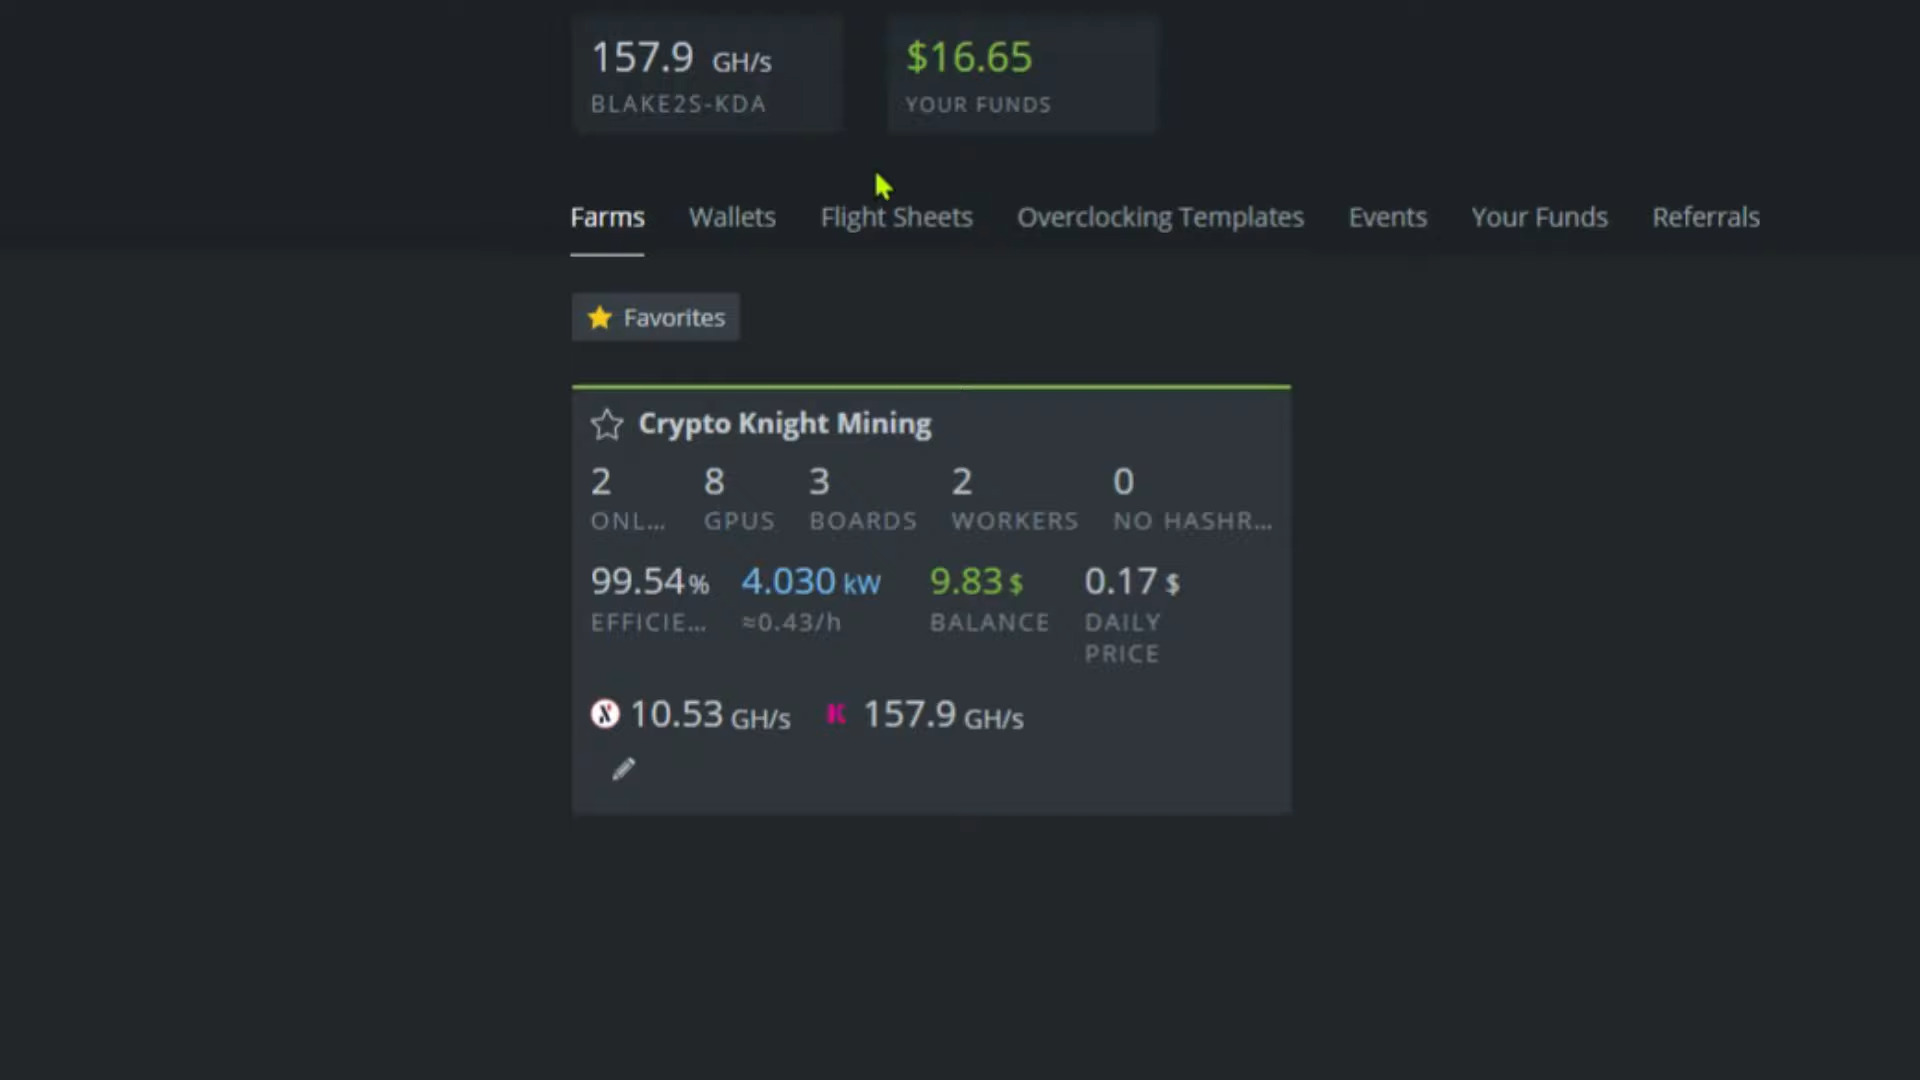 157.9 GH/s $16.65
BLAKE2S-KDA YOUR FUNDS
Farms Wallets Flight Sheets Overclocking Templates Events Your Funds Referrals
Favorites
Crypto Knight Mining
2 8 3 2 0
ONL... GPUS BOARDS WORKERS NO HASHR...
99.54% 4.030 kW 9.83 $ 0.17 $
EFFICIE... ≈0.43/h BALANCE DAILY
PRICE
10.53 GH/s 157.9 GH/s